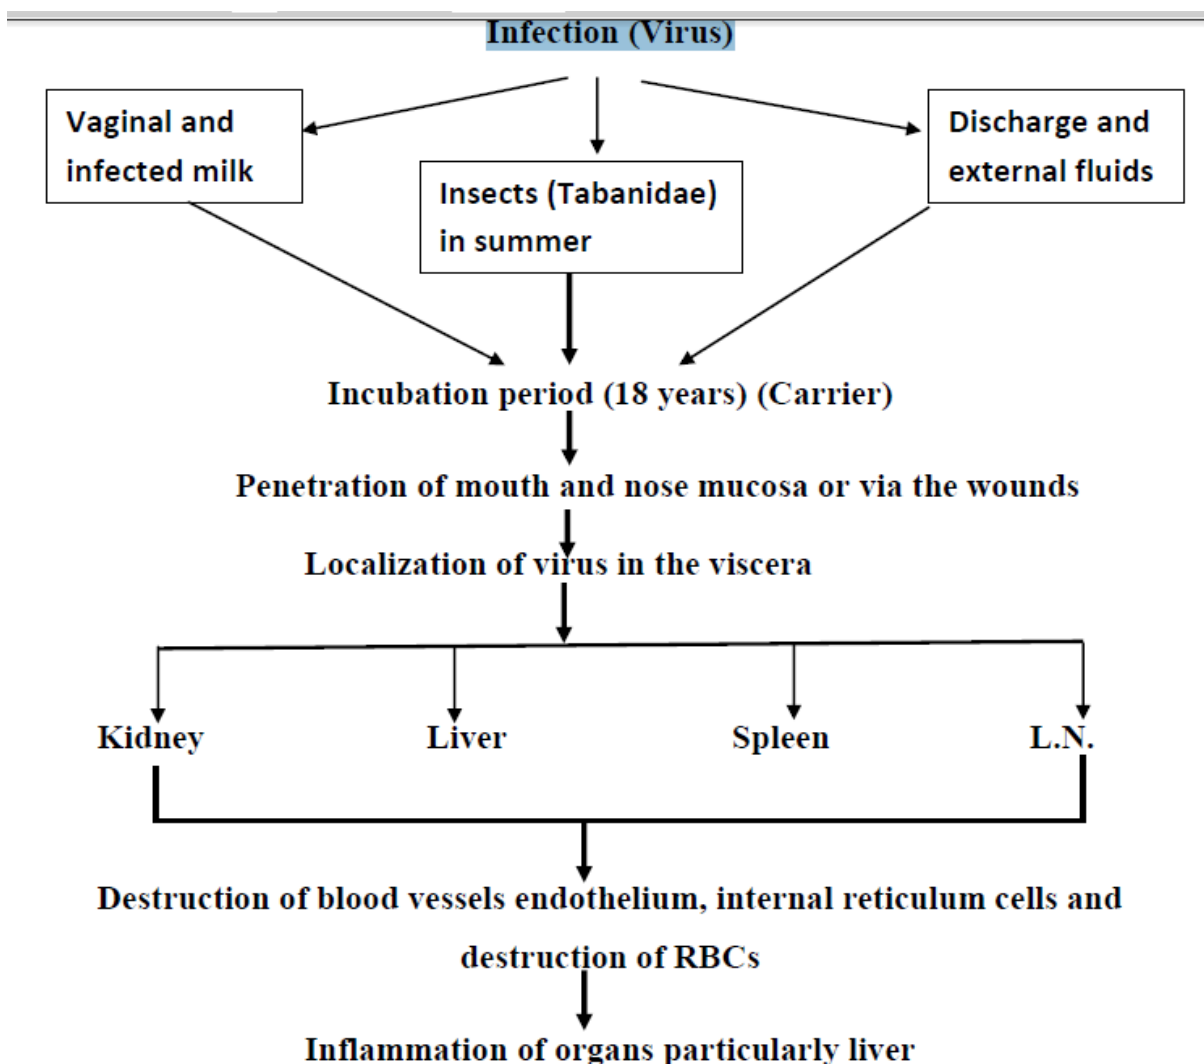 Infection (Virus)
Vaginal and
infected milk
Insects (Tabanidae)
in summer
Discharge and
external fluids
Incubation period (18 years) (Carrier)
Penetration of mouth and nose mucosa or via the wounds
Localization of virus in the viscera
Kidney
Liver
Spleen
L.N.
Destruction of blood vessels endothelium, internal reticulum cells and
destruction of RBCs
Inflammation of organs particularly liver